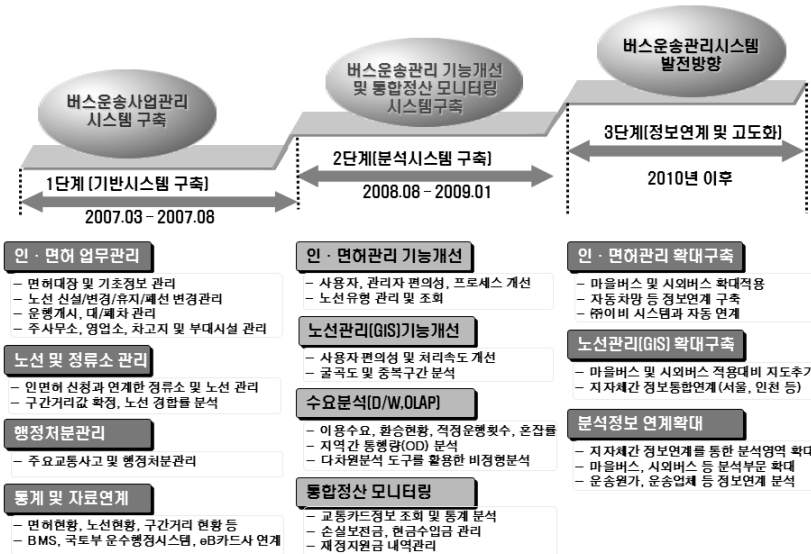 버스운송사업관리
시스템 구축
버스운송관리 기능개선
및 통합정산 모니터링
시스템구축
버스운송관리시스템
발전방향
1단계 (기반시스템 구축)
2007.03 - 2007.08
2단계(분석시스템 구축)
2008.08 - 2009.01
3단계(정보연계 및 고도화)
2010년 이후
인 · 면허 업무관리
- 면허대장 및 기초정보 관리
- 노선 신설/변경/휴지/폐선 변경관리
- 운행개시, 대/폐차 관리
- 주사무소, 영업소, 차고지 및 부대시설 관리
노선 및 정류소 관리
- 인면허 신청과 연계한 정류소 및 노선 관리
- 구간거리값 확정, 노선 경합률 분석
행정처분관리
- 주요교통사고 및 행정처분관리
통계 및 자료연계
- 면허현황, 노선현황, 구간거리 현황 등
- BMS, 국토부 운수행정시스템, eB카드사 연계
인 · 면허관리 기능개선
- 사용자, 관리자 편의성, 프로세스 개선
- 노선유형 관리 및 조회
노선관리(GIS)기능개선
- 사용자 편의성 및 처리속도 개선
- 굴곡도 및 중복구간 분석
수요분석(D/W,OLAP)
- 이용수요, 환승현황, 적정운행횟수, 혼잡률
- 지역간 통행량(OD) 분석
- 다차원분석 도구를 활용한 비정형분석
통합정산 모니터링
- 교통카드정보 조회 및 통계 분석
- 손실보전금, 현금수입금 관리
- 재정지원금 내역관리
인 · 면허관리 확대구축
- 마을버스 및 시외버스 확대적용
- 자동차망 등 정보연계 구축
- ㈜이비 시스템과 자동 연계
노선관리(GIS) 확대구축
- 마을버스 및 시외버스 적용대비 지도추가
- 지자체간 정보통합연계(서울, 인천 등)
분석정보 연계확대
- 지자체간 정보연계를 통한 분석영역 확대
- 마을버스, 시외버스 등 분석부문 확대
- 운송원가, 운송업체 등 정보연계 분석